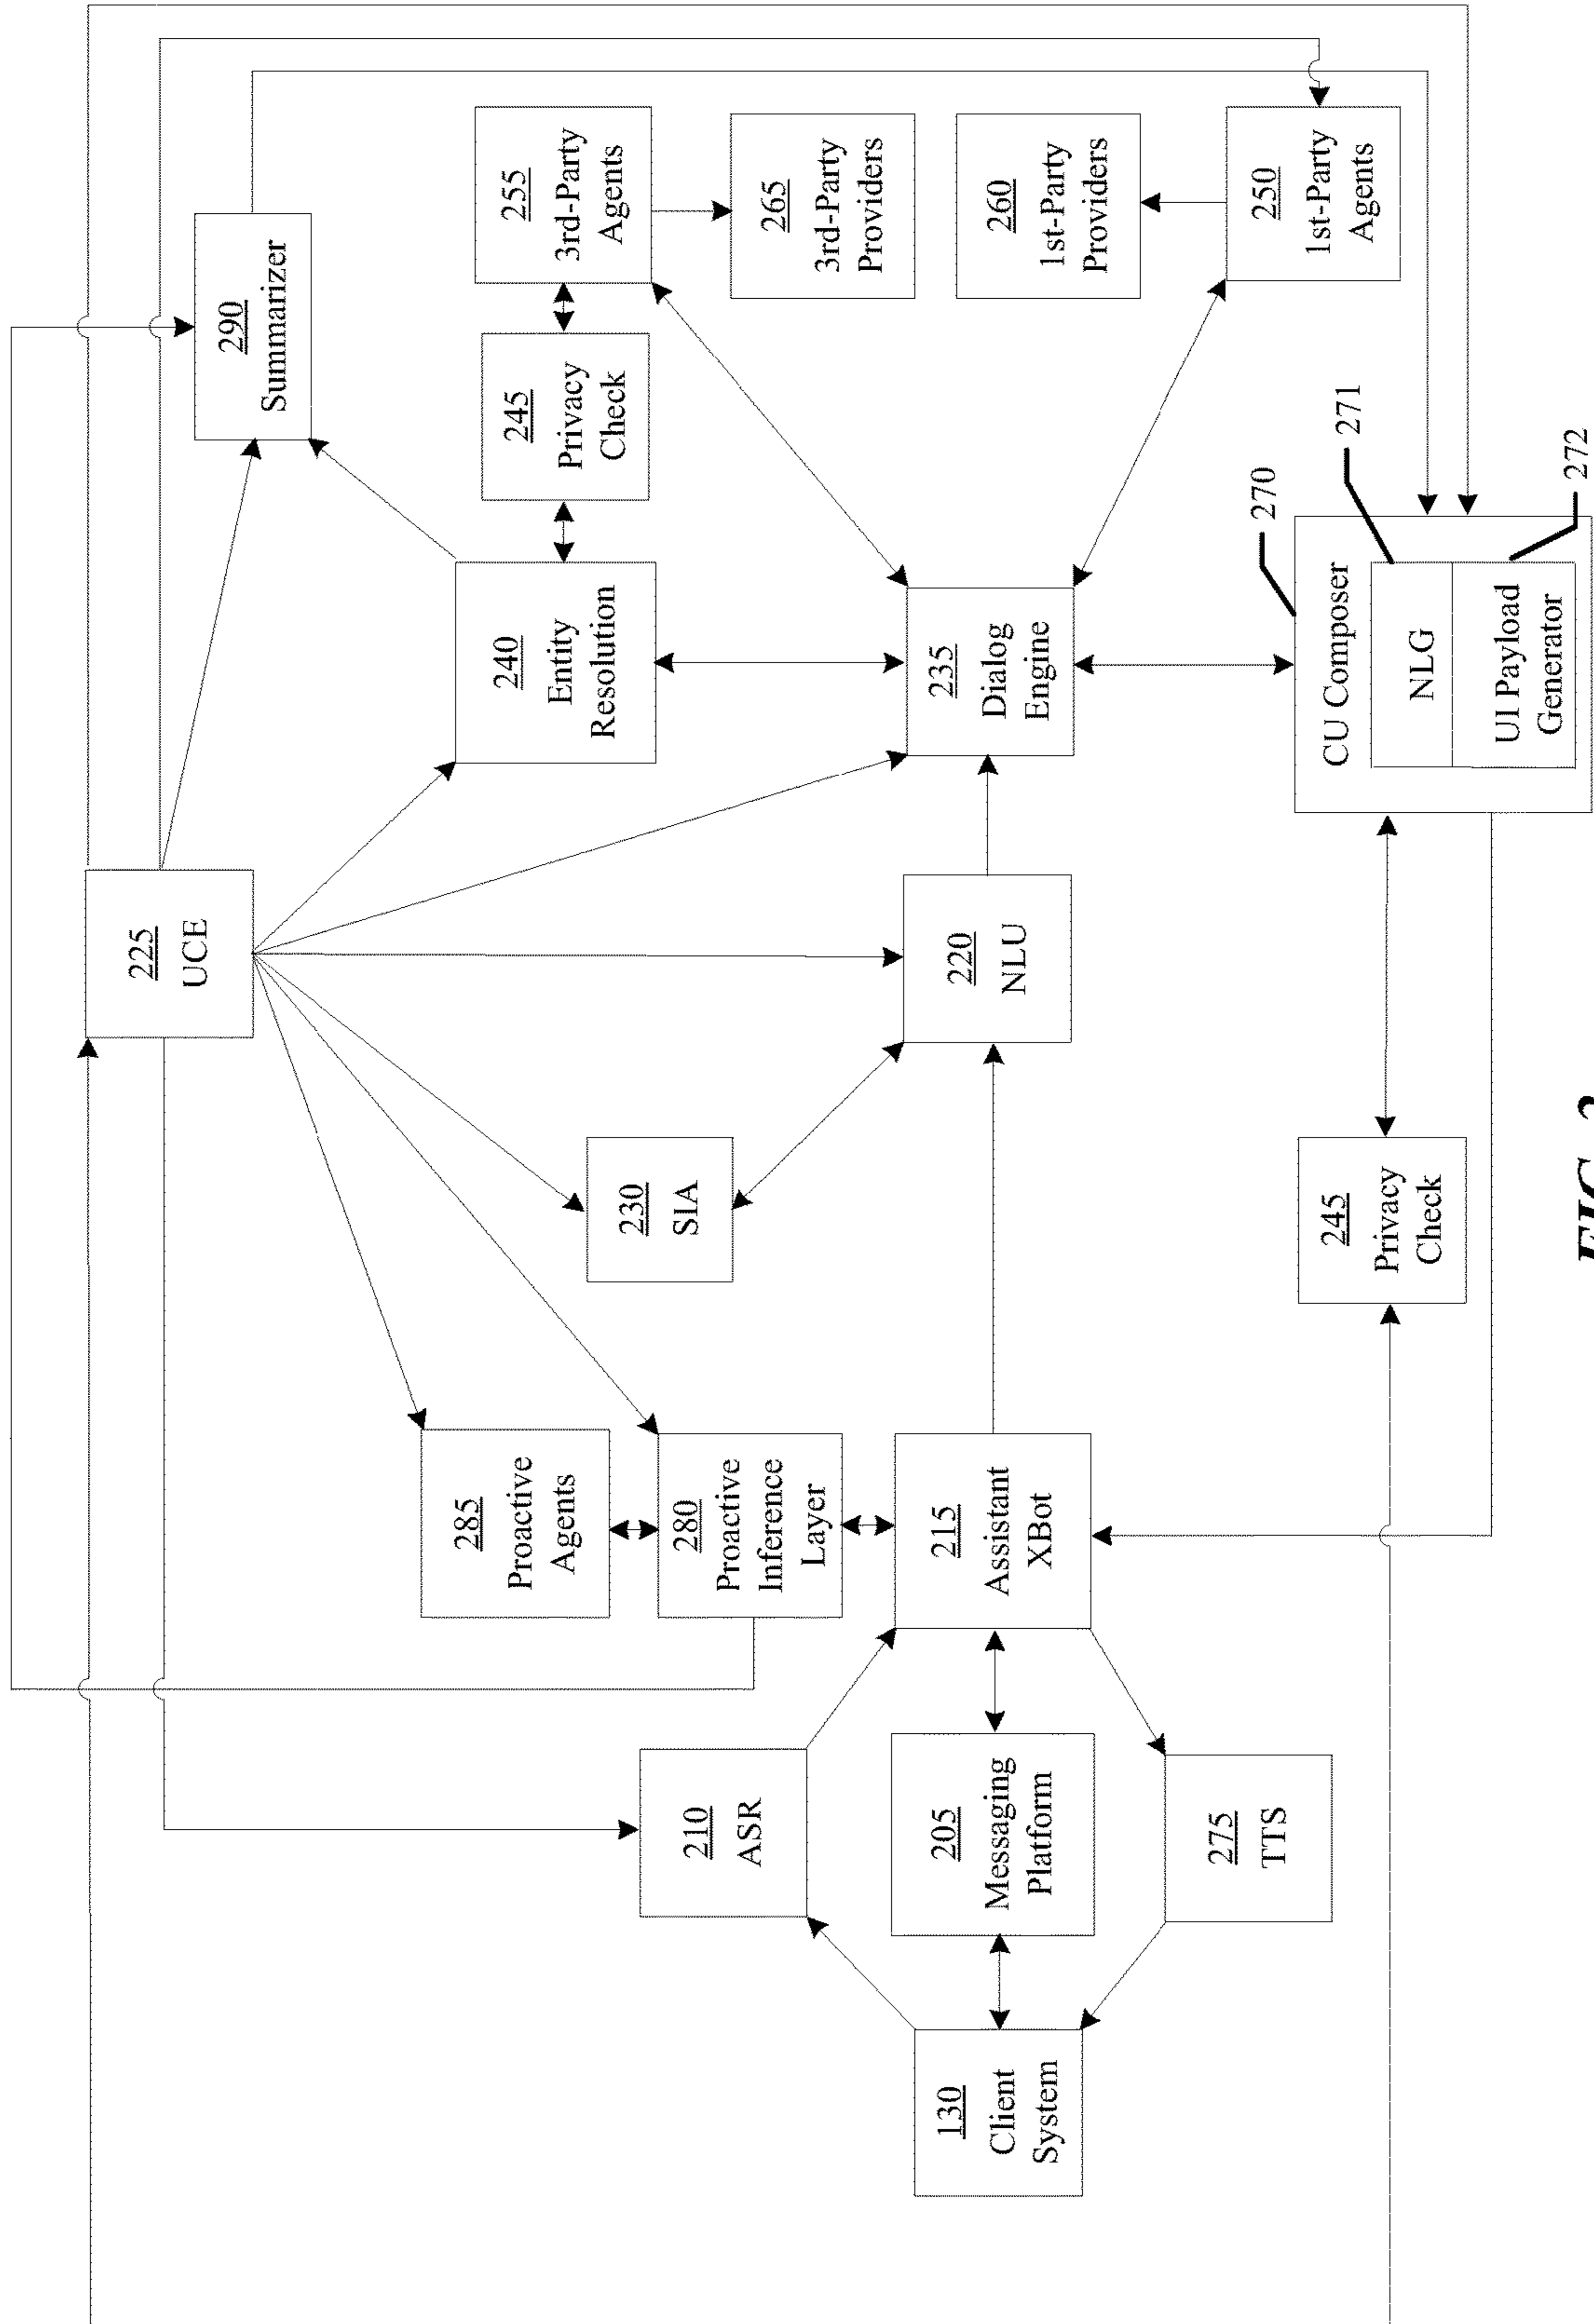 225
UCE
290
Summarizer
285
Proactive
Agents
240
Entity
Resolution
245
Privacy
Check
255
3rd-Party
Agents
230
SIA
210
ASR
280
Proactive
Inference
Layer
265
3rd-Party
Providers
130
Client
System
205
Messaging
Platform
215
Assistant
XBot
220
NLU
235
Dialog
Engine
260
1st-Party
Providers
275
TTS
250
1st-Party
Agents
245
Privacy
Check
270
CU Composer
271
NLG
UI Payload
Generator
272
FIG. 2